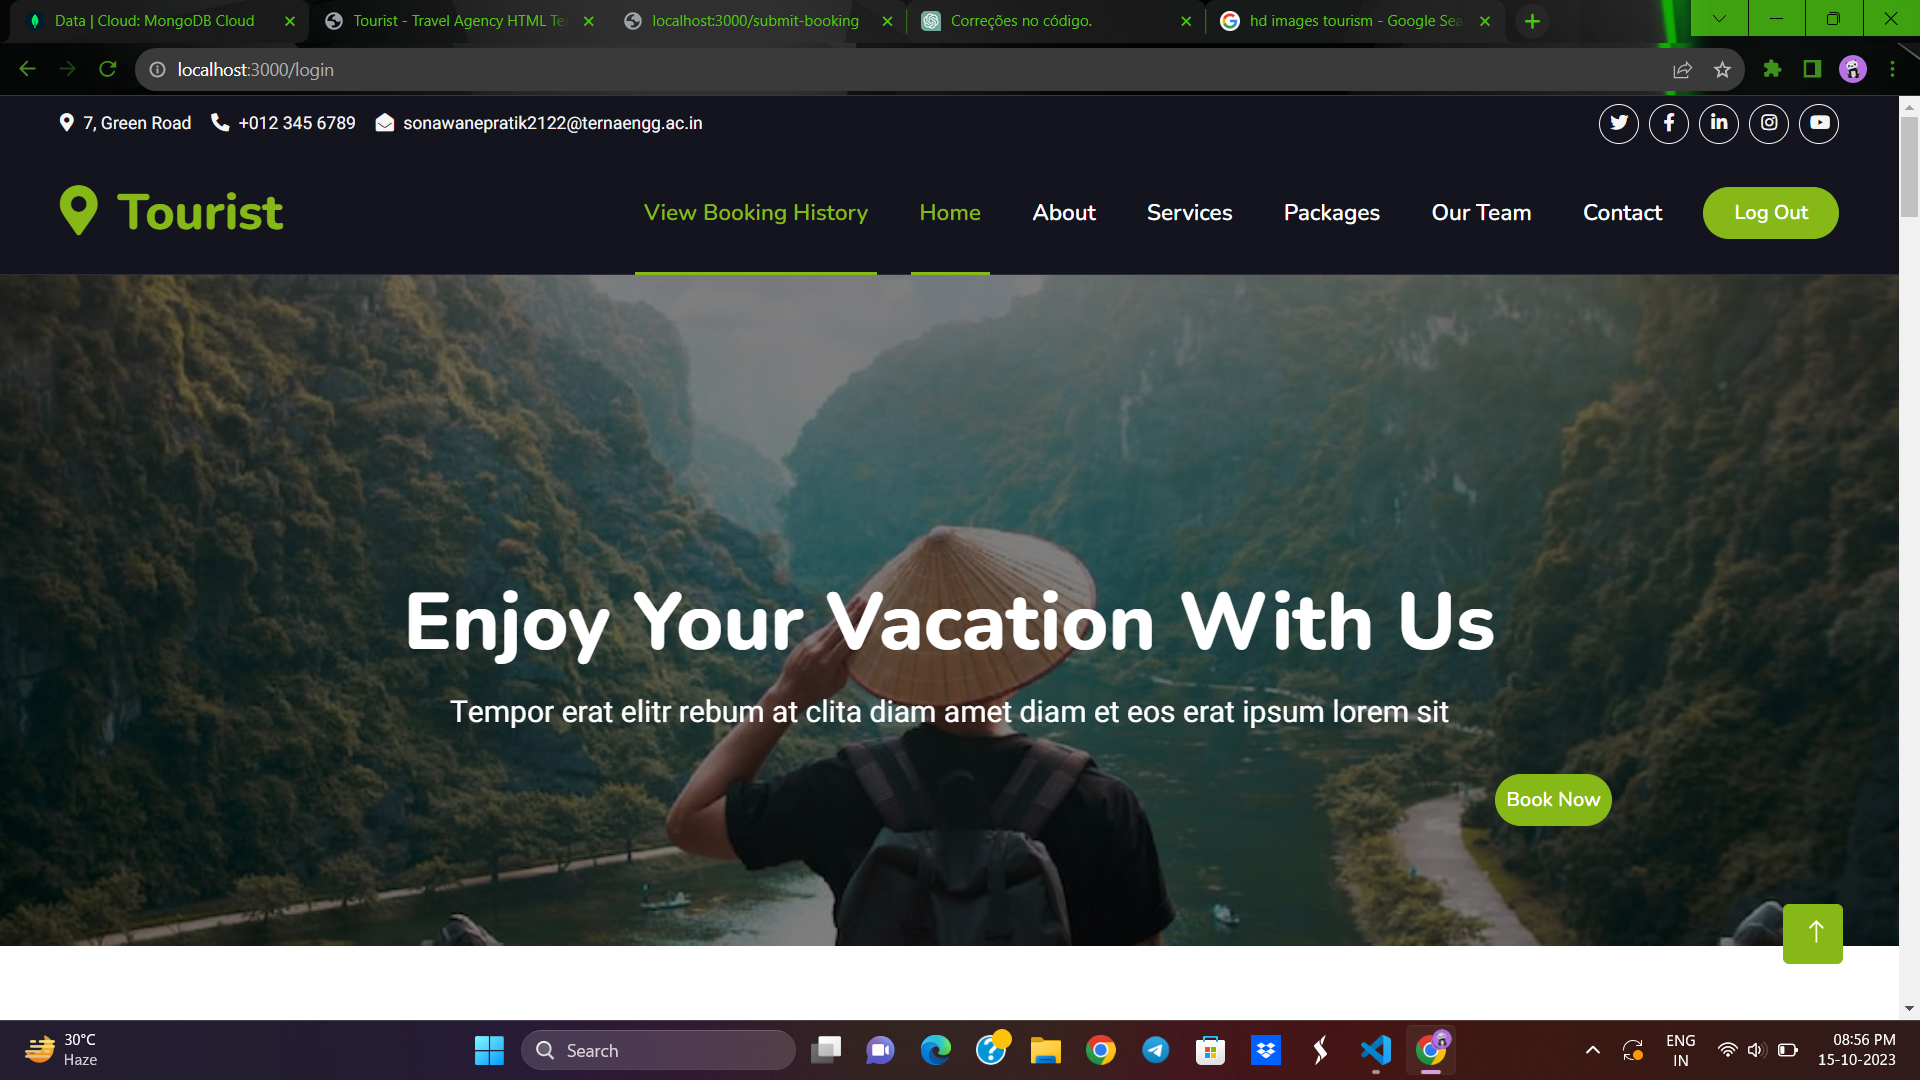 Data | Cloud: MongoDB Cloud
Tourist - Travel Agency HTML Te
localhost:3000/submit-booking
Correções no código.
hd images tourism - Google Sea
localhost:3000/login
7, Green Road +012 345 6789 sonawanepratik2122@ternaengg.ac.in
Tourist
View Booking History Home About Services Packages Our Team Contact Log Out
Enjoy Your Vacation With Us
Tempor erat elitr rebum at clita diam amet diam et eos erat ipsum lorem sit
Book Now
30°C
Haze
Search
ENG
IN
08:56 PM
15-10-2023